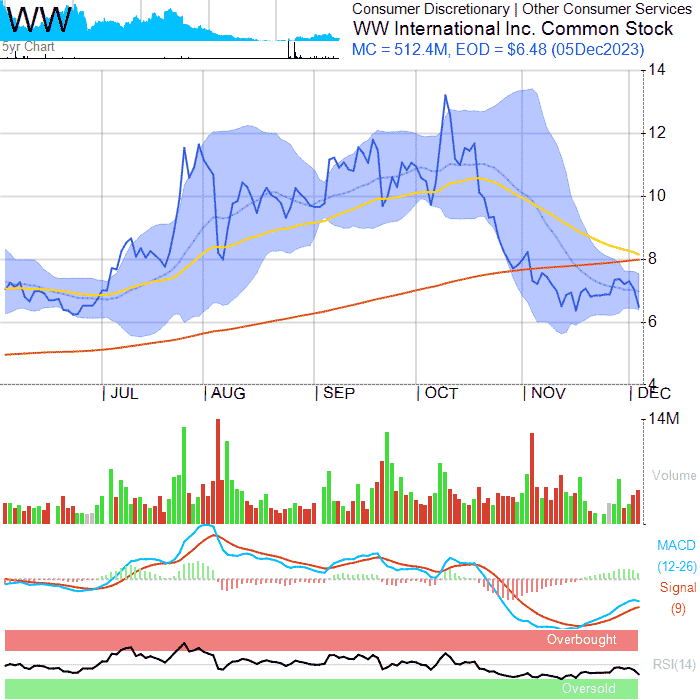 WW
Consumer Discretionary | Other Consumer Services
WW International Inc. Common Stock
5yr Chart
MC = 512.4M, EOD = $6.48 (05Dec2023)
14
12
10
8
6
4
JUL
AUG
SEP
OCT
NOV
DEC
14M
Volume
MACD
(12-26)
Signal
(9)
Overbought
RSI(14)
Oversold